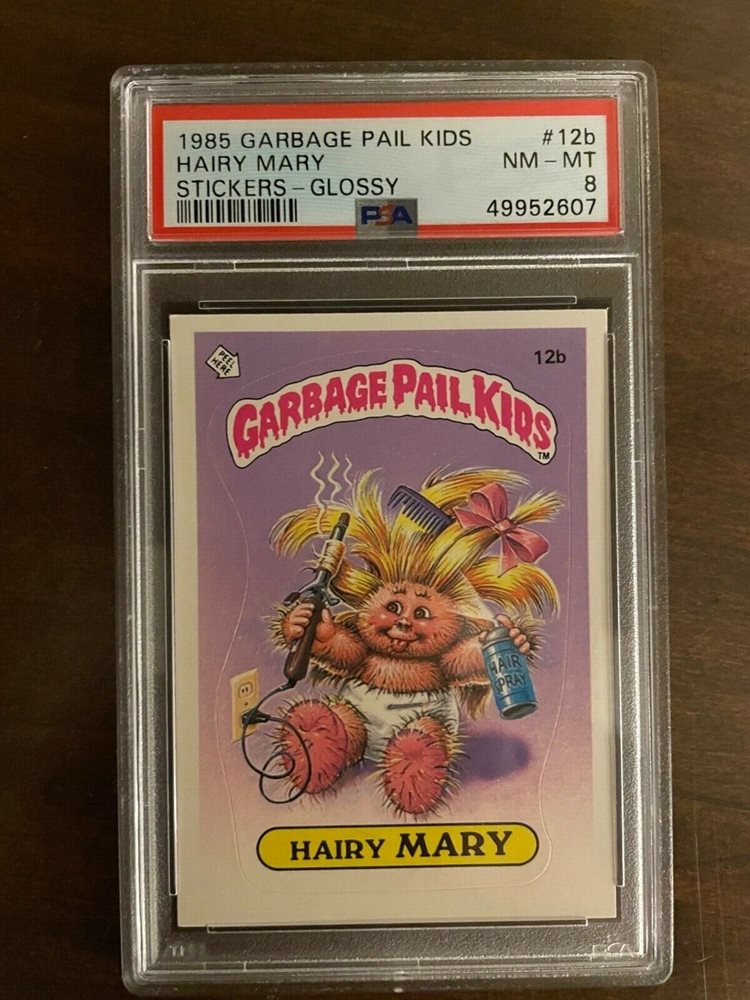 1985 GARBAGE PAIL KIDS #12b
HAIRY MARY NM - MT
STICKERS - GLOSSY 8
PSA 49952607
PEEL
HERE
12b
GARBAGE PAIL KIDS
TM
HAIR
SPRAY
HAIRY MARY
PSA